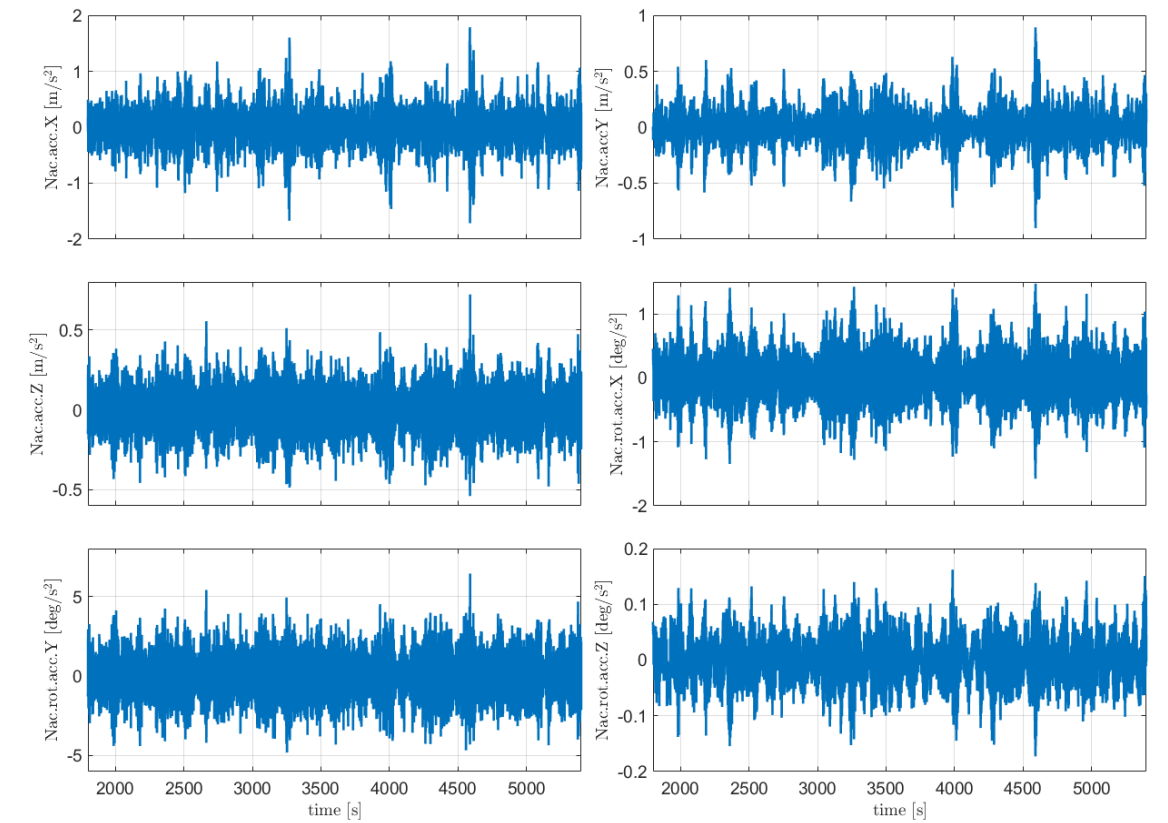 2
1
0
-1
-2
Nac.acc.X [m/s²]
1
0.5
0
-0.5
-1
Nac.accY [m/s²]
0.5
0
-0.5
Nac.acc.Z [m/s²]
1
0
-1
-2
Nac.rot.acc.X [deg/s²]
5
0
-5
Nac.rot.acc.Y [deg/s²]
2000 2500 3000 3500 4000 4500 5000
time [s]
0.2
0.1
0
-0.1
-0.2
Nac.rot.acc.Z [deg/s²]
2000 2500 3000 3500 4000 4500 5000
time [s]